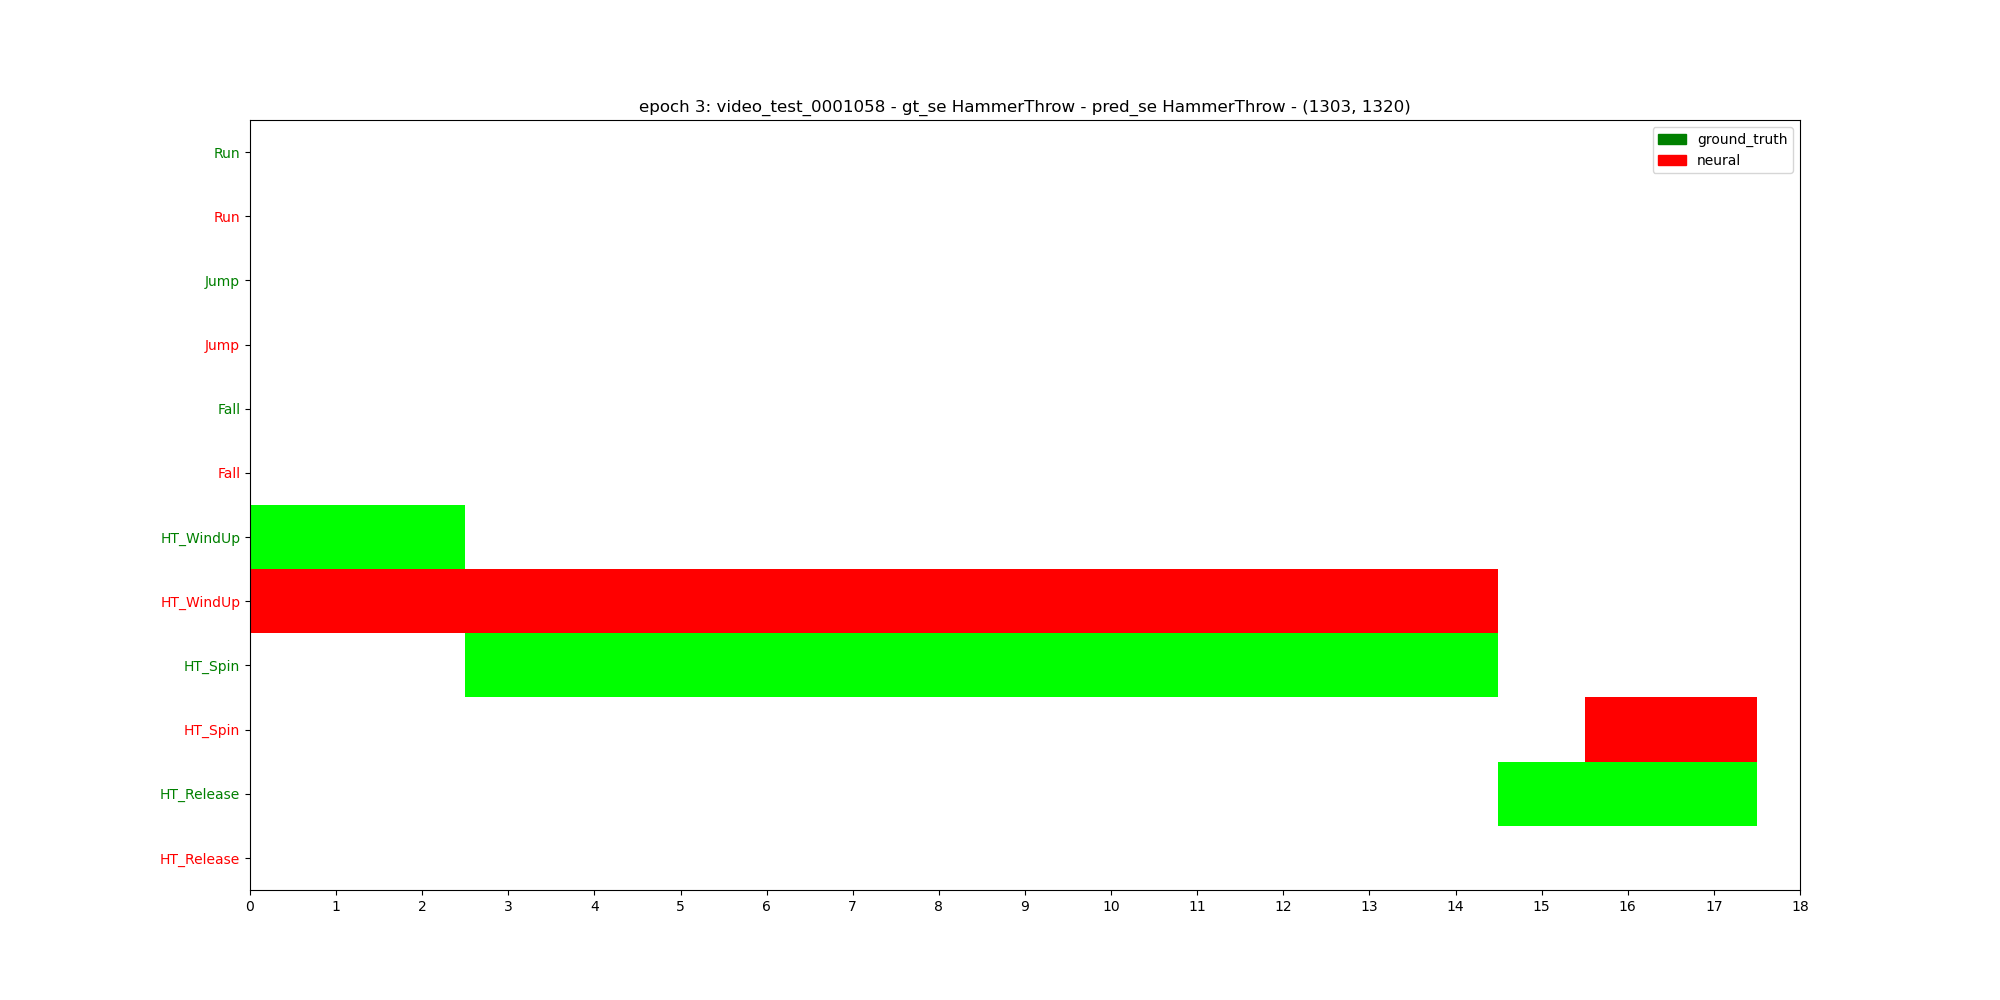 epoch 3: video_test_0001058 - gt_se HammerThrow - pred_se HammerThrow - (1303, 1320)
ground_truth
neural
Run
Run
Jump
Jump
Fall
Fall
HT_WindUp
HT_WindUp
HT_Spin
HT_Spin
HT_Release
HT_Release
0 1 2 3 4 5 6 7 8 9 10 11 12 13 14 15 16 17 18